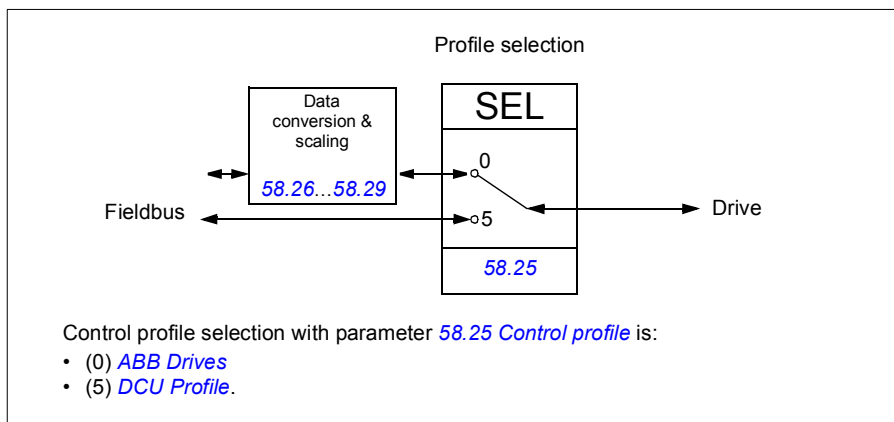 Profile selection
Data
conversion &
scaling
58.26...58.29
SEL
0
5
58.25
Fieldbus
Drive
Control profile selection with parameter 58.25 Control profile is:
• (0) ABB Drives
• (5) DCU Profile.